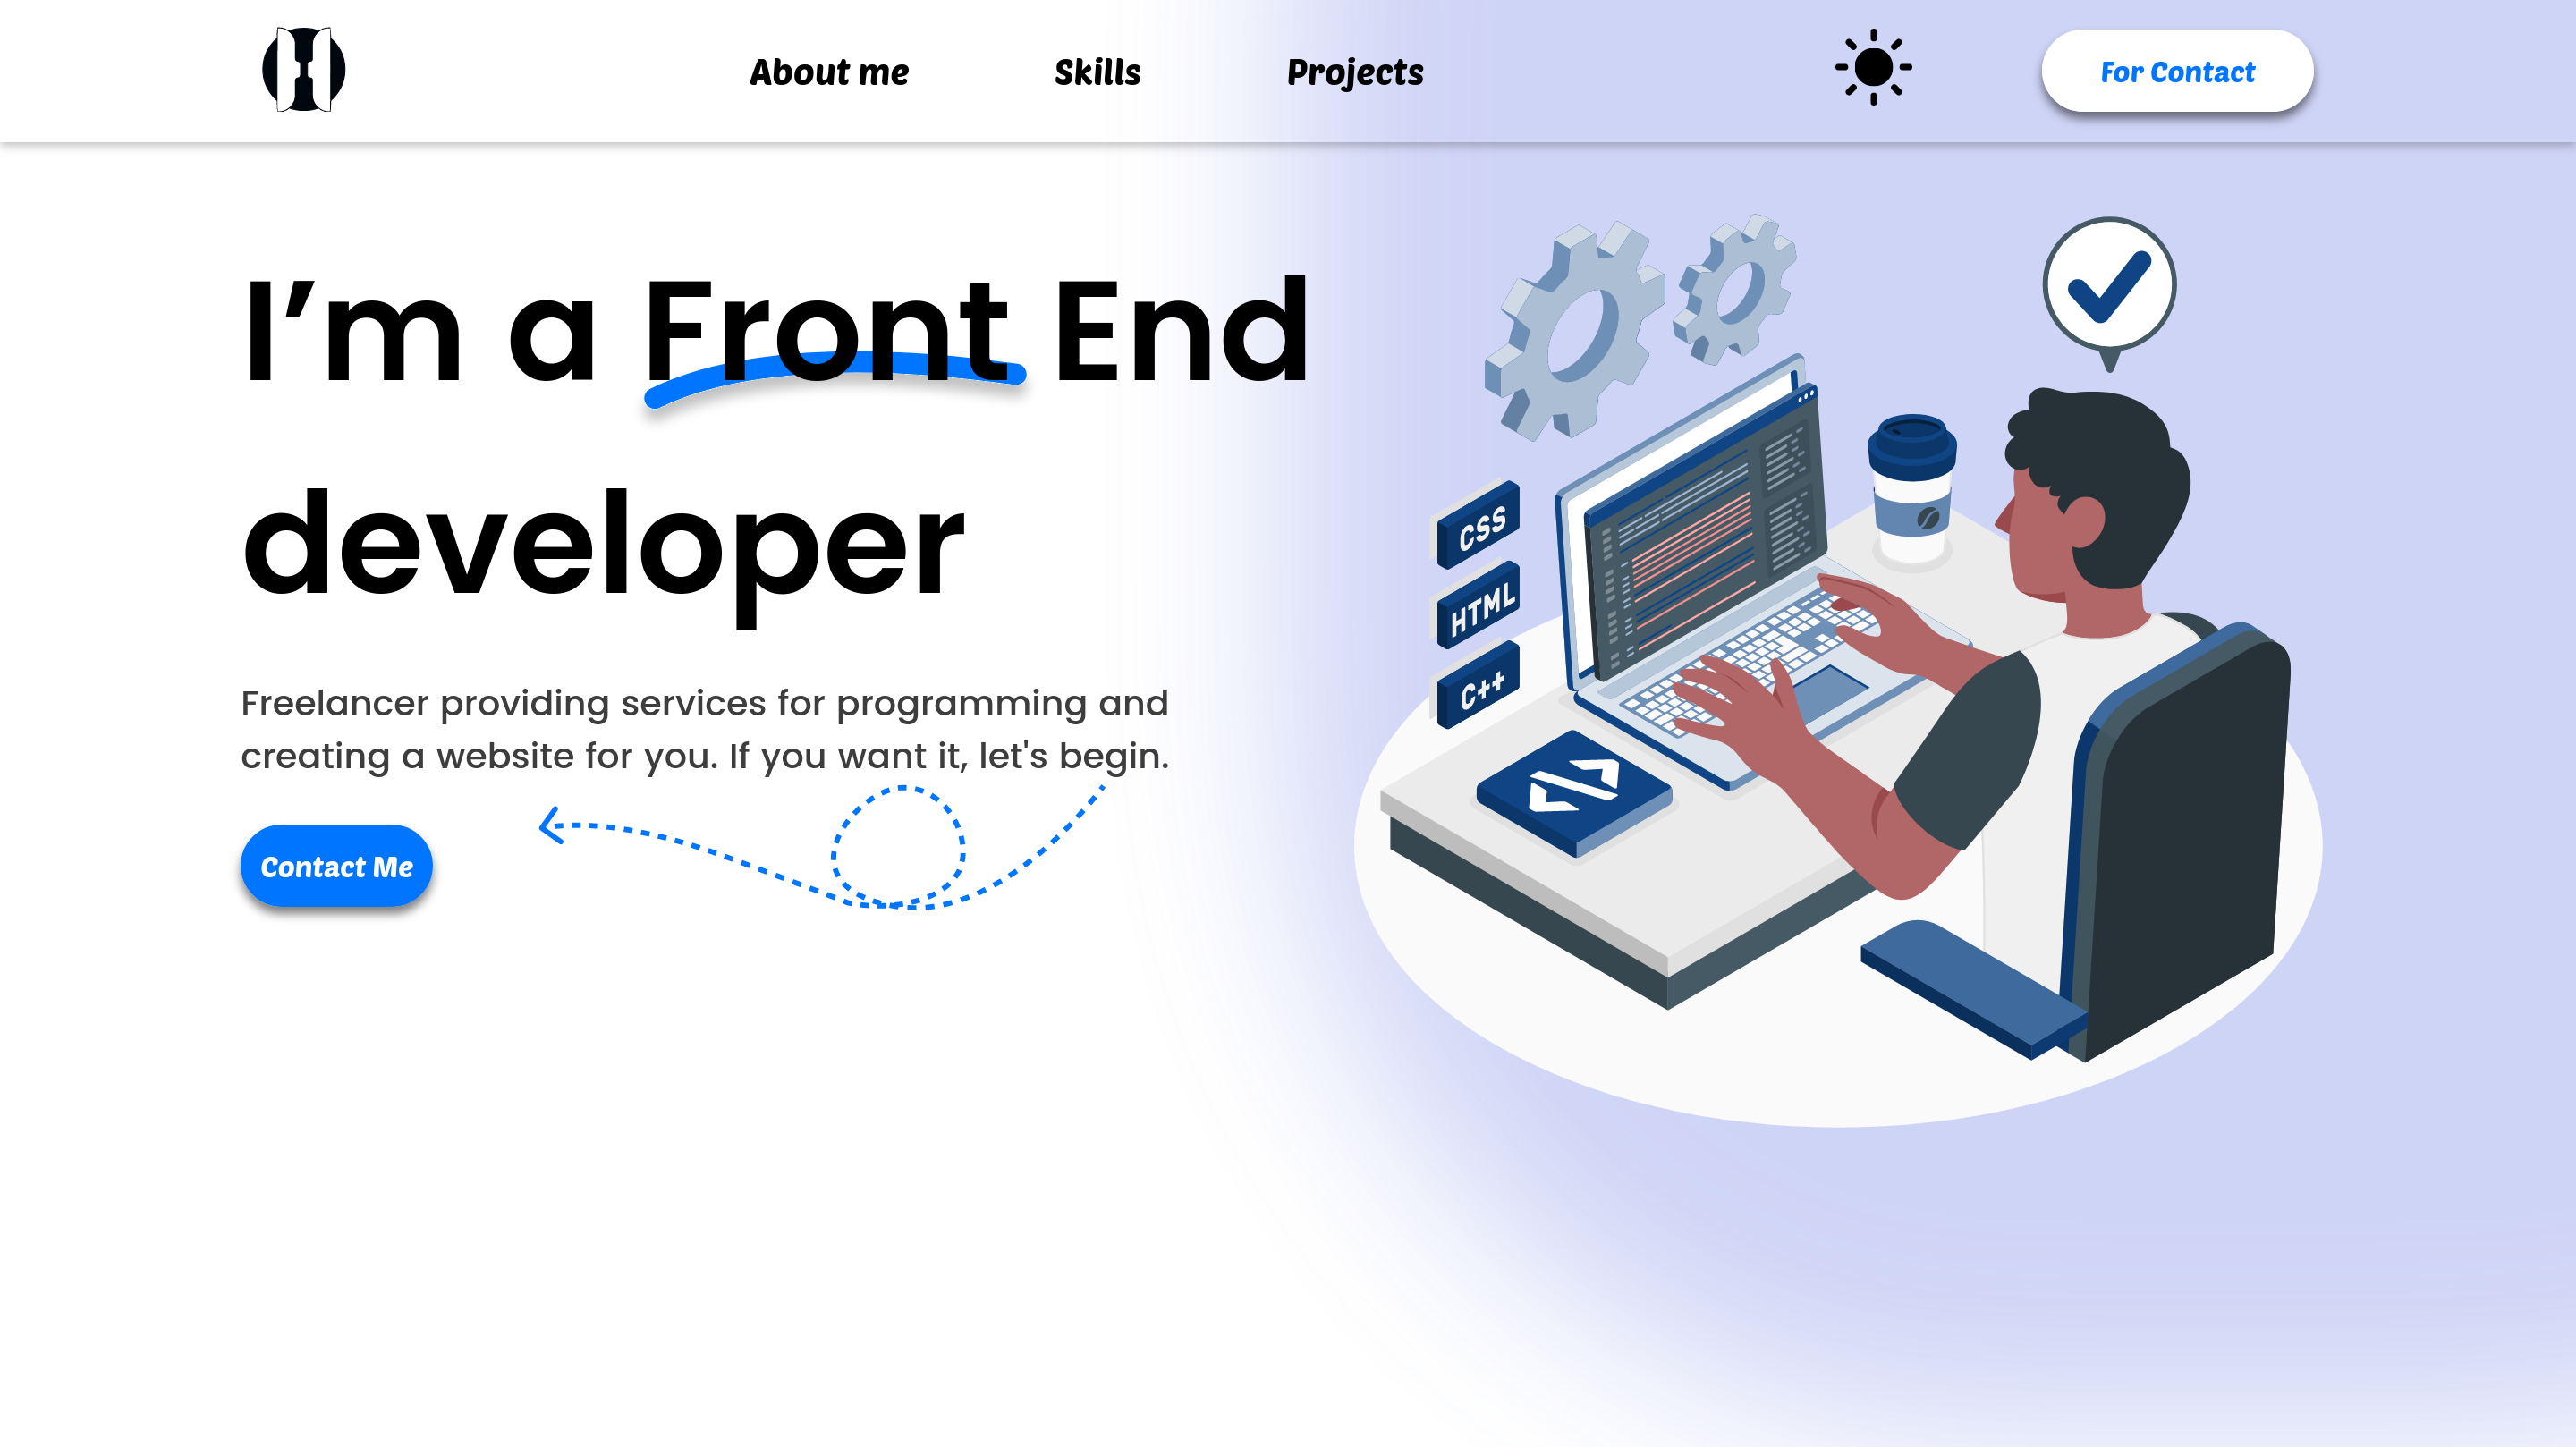 H
About me
Skills
Projects
For Contact
I’m a Front End
developer
Freelancer providing services for programming and
creating a website for you. If you want it, let's begin.
Contact Me
CSS
HTML
C++